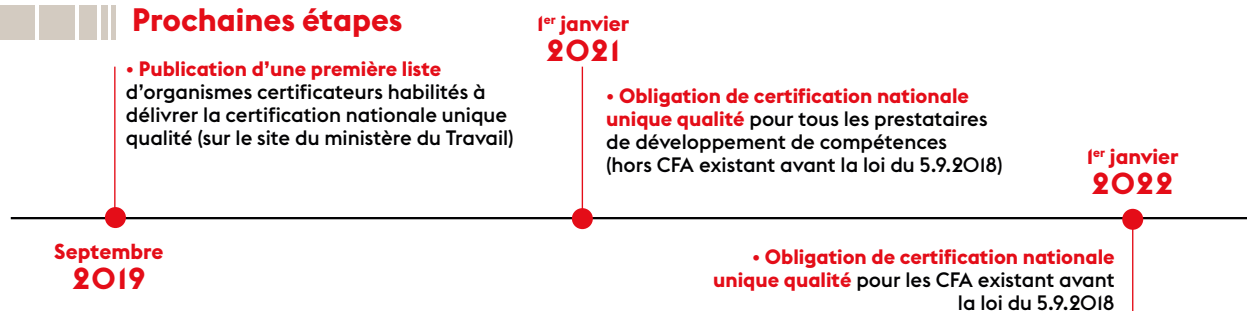 Prochaines étapes
• Publication d'une première liste
d'organismes certificateurs habilités à
délivrer la certification nationale unique
qualité (sur le site du ministère du Travail)
Septembre
2019
1er janvier
2021
• Obligation de certification nationale
unique qualité pour tous les prestataires
de développement de compétences
(hors CFA existant avant la loi du 5.9.2018)
1er janvier
2022
• Obligation de certification nationale
unique qualité pour les CFA existant avant
la loi du 5.9.2018